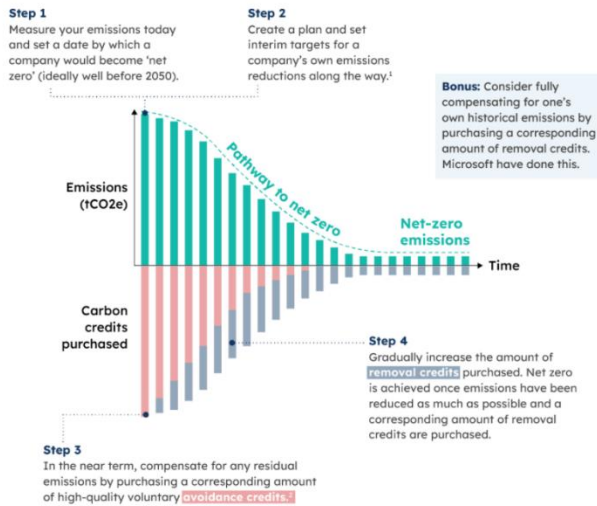 Step 1
Measure your emissions today
and set a date by which a
company would become ‘net
zero’ (ideally well before 2050).
Step 2
Create a plan and set
interim targets for a
company’s own emissions
reductions along the way.¹
Bonus: Consider fully
compensating for one’s
own historical emissions by
purchasing a corresponding
amount of removal credits.
Microsoft have done this.
Emissions
(tCO2e)
Pathway to net zero
Net-zero
emissions
Time
Carbon
credits
purchased
Step 4
Gradually increase the amount of
removal credits purchased. Net zero
is achieved once emissions have been
reduced as much as possible and a
corresponding amount of removal
credits are purchased.
Step 3
In the near term, compensate for any residual
emissions by purchasing a corresponding amount
of high-quality voluntary avoidance credits.²